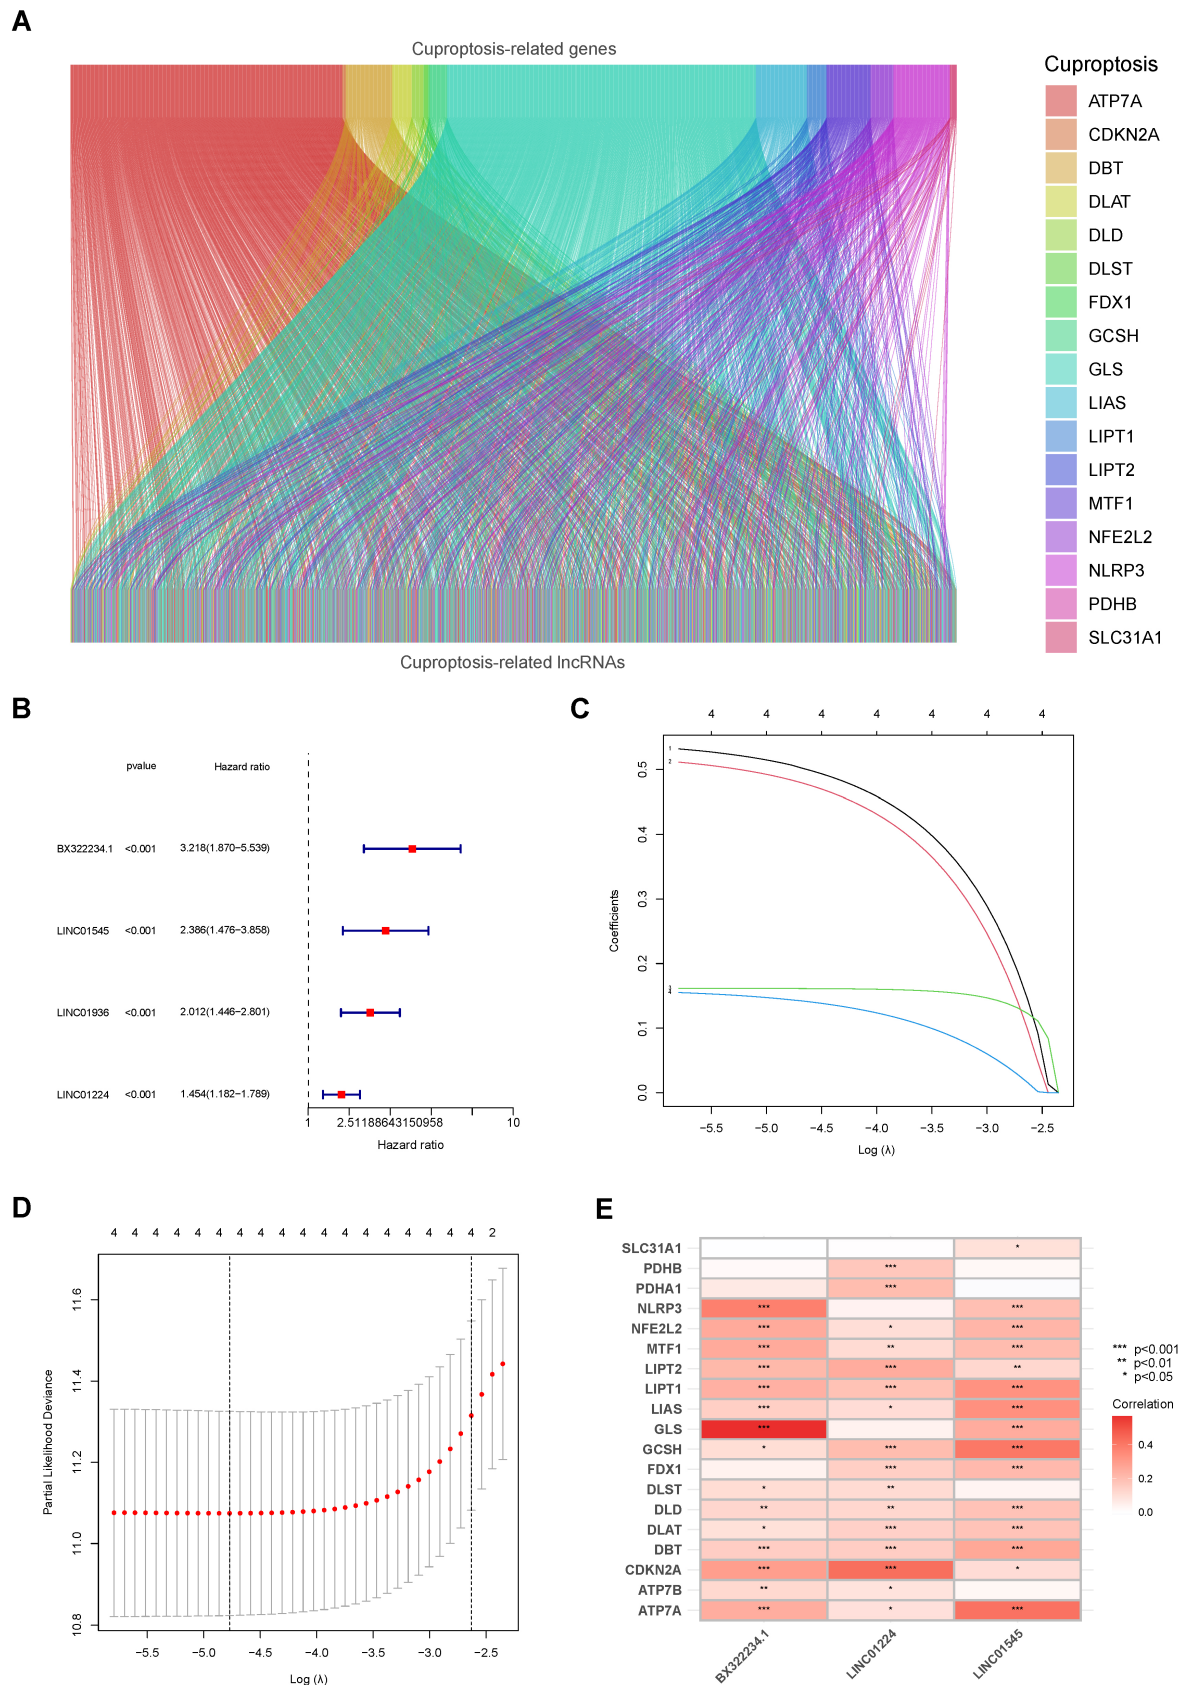 A
Cuproptosis-related genes
Cuproptosis-related lncRNAs
Cuproptosis
ATP7A
CDKN2A
DBT
DLAT
DLD
DLST
FDX1
GCSH
GLS
LIAS
LIPT1
LIPT2
MTF1
NFE2L2
NLRP3
PDHB
SLC31A1
B
pvalue Hazard ratio
BX322234.1 <0.001 3.218(1.870−5.539)
LINC01545 <0.001 2.386(1.476−3.858)
LINC01936 <0.001 2.012(1.446−2.801)
LINC01224 <0.001 1.454(1.182−1.789)
1 2.51188643150958 10
Hazard ratio
C
4 4 4 4 4 4 4
0.5
0.4
0.3
0.2
0.1
0.0
Coefficients
1
2
3
4
−5.5 −5.0 −4.5 −4.0 −3.5 −3.0 −2.5
Log (λ)
D
4 4 4 4 4 4 4 4 4 4 4 4 4 4 4 4 4 4 2
11.6
11.4
11.2
11.0
10.8
Partial Likelihood Deviance
−5.5 −5.0 −4.5 −4.0 −3.5 −3.0 −2.5
Log (λ)
E
SLC31A1 *
PDHB ***
PDHA1 ***
NLRP3 *** ***
NFE2L2 *** * ***
MTF1 *** ** ***
LIPT2 *** *** **
LIPT1 *** *** ***
LIAS *** * ***
GLS *** ***
GCSH * *** ***
FDX1 *** ***
DLST * **
DLD ** ** ***
DLAT * *** ***
DBT *** *** ***
CDKN2A *** *** *
ATP7B ** *
ATP7A *** * ***
BX322234.1
LINC01224
LINC01545
*** p<0.001
** p<0.01
* p<0.05
Correlation
0.4
0.2
0.0